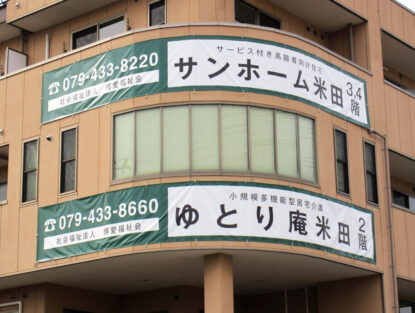 サービス付き高齢者向け住宅
☎079-433-8220
社会福祉法人 博愛福祉会
サンホーム米田 3,4階
小規模多機能型居宅介護
☎079-433-8660
社会福祉法人 博愛福祉会
ゆとり庵米田 2階